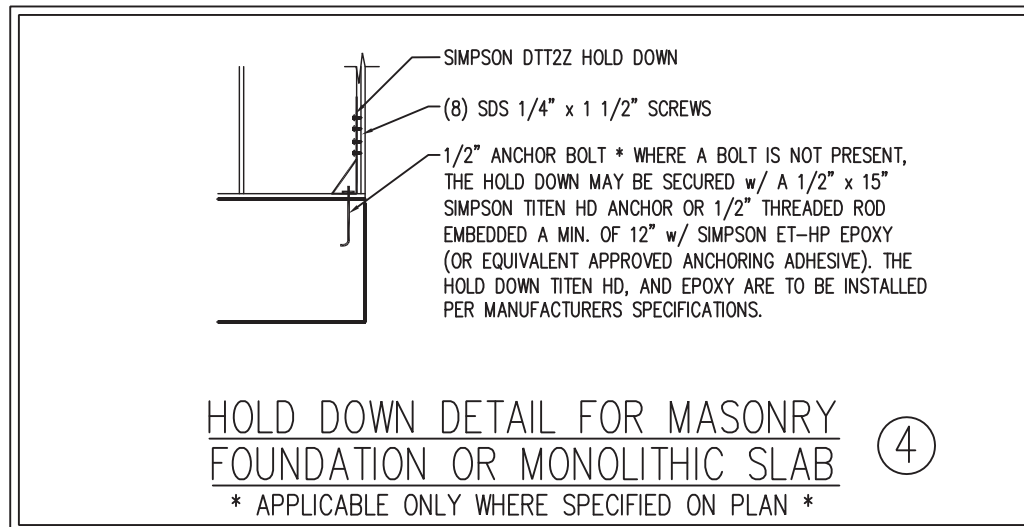 SIMPSON DTT2Z HOLD DOWN
(8) SDS 1/4" x 1 1/2" SCREWS
1/2" ANCHOR BOLT * WHERE A BOLT IS NOT PRESENT,
THE HOLD DOWN MAY BE SECURED w/ A 1/2" x 15"
SIMPSON TITEN HD ANCHOR OR 1/2" THREADED ROD
EMBEDDED A MIN. OF 12" w/ SIMPSON ET-HP EPOXY
(OR EQUIVALENT APPROVED ANCHORING ADHESIVE). THE
HOLD DOWN TITEN HD, AND EPOXY ARE TO BE INSTALLED
PER MANUFACTURERS SPECIFICATIONS.
HOLD DOWN DETAIL FOR MASONRY
FOUNDATION OR MONOLITHIC SLAB
* APPLICABLE ONLY WHERE SPECIFIED ON PLAN *
4